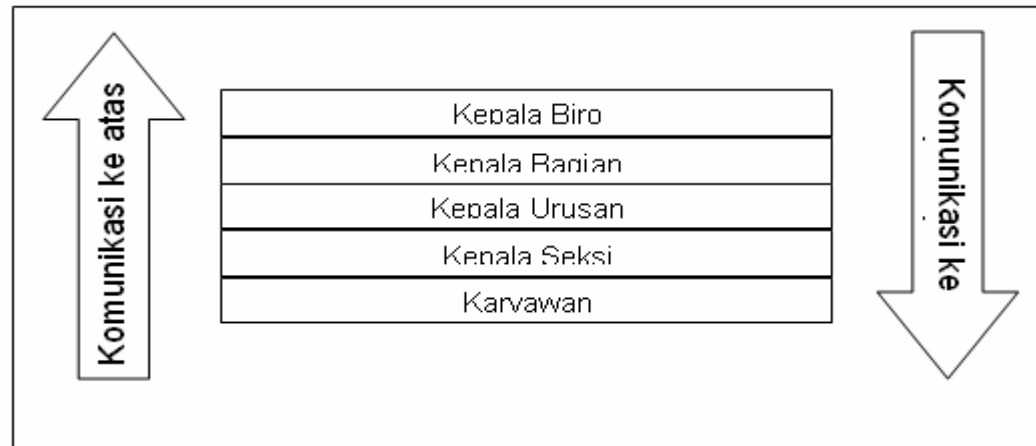 Komunikasi ke atas
Kepala Biro
Kepala Bagian
Kepala Urusan
Kepala Seksi
Karyawan
Komunikasi ke